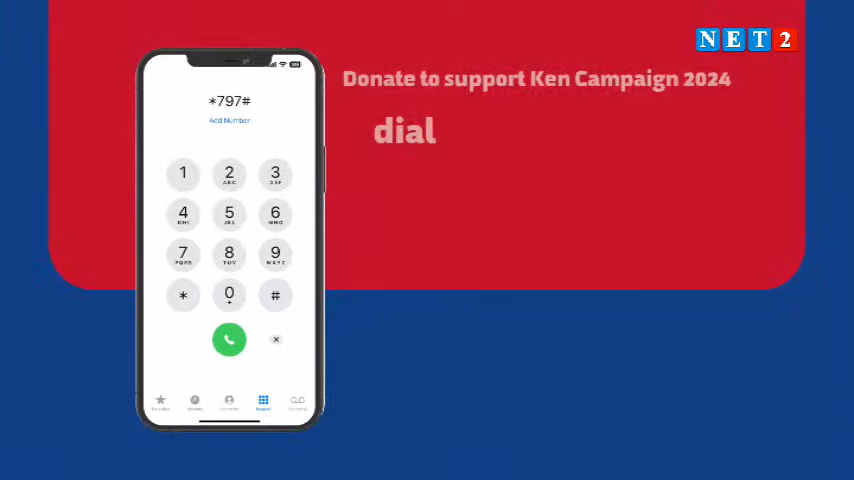 NET2
Donate to support Ken Campaign 2024
dial
*797#
Add Number
1
2
ABC
3
DEF
4
GHI
5
JKL
6
MNO
7
PQRS
8
TUV
9
WXYZ
*
0
+
#
Keypad